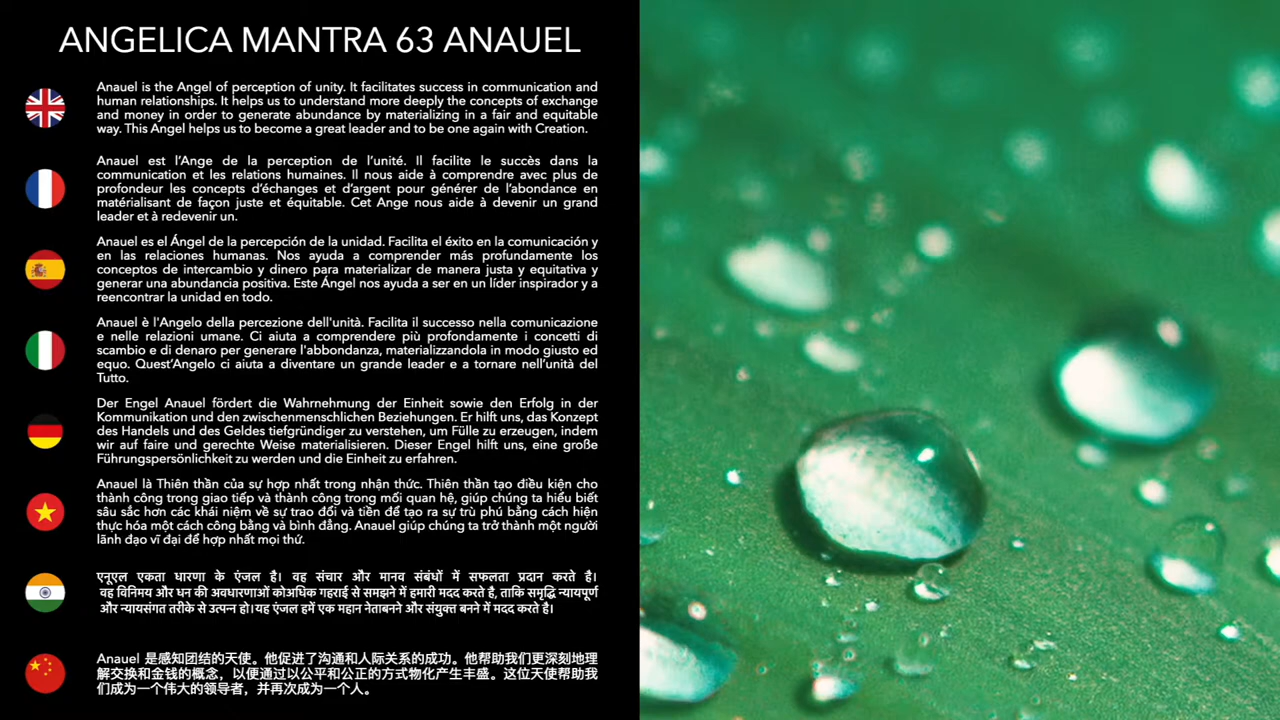 ANGELICA MANTRA 63 ANAUEL
Anauel is the Angel of perception of unity. It facilitates success in communication and
human relationships. It helps us to understand more deeply the concepts of exchange
and money in order to generate abundance by materializing in a fair and equitable
way. This Angel helps us to become a great leader and to be one again with Creation.
Anauel est l'Ange de la perception de l'unité. Il facilite le succès dans la
communication et les relations humaines. Il nous aide à comprendre avec plus de
profondeur les concepts d'échanges et d'argent pour générer de l'abondance en
matérialisant de façon juste et équitable. Cet Ange nous aide à devenir un grand
leader et à redevenir un.
Anauel es el Ángel de la percepción de la unidad. Facilita el éxito en la comunicación y
en las relaciones humanas. Nos ayuda a comprender más profundamente los
conceptos de intercambio y dinero para materializar de manera justa y equitativa y
generar una abundancia positiva. Este Ángel nos ayuda a ser en un líder inspirador y a
reencontrar la unidad en todo.
Anauel è l'Angelo della percezione dell'unità. Facilita il successo nella comunicazione
e nelle relazioni umane. Ci aiuta a comprendere più profondamente i concetti di
scambio e di denaro per generare l'abbondanza, materializzandola in modo giusto ed
equo. Quest'Angelo ci aiuta a diventare un grande leader e a tornare nell'unità del
Tutto.
Der Engel Anauel fördert die Wahrnehmung der Einheit sowie den Erfolg in der
Kommunikation und den zwischenmenschlichen Beziehungen. Er hilft uns, das Konzept
des Handels und des Geldes tiefgründiger zu verstehen, um Fülle zu erzeugen, indem
wir auf faire und gerechte Weise materialisieren. Dieser Engel hilft uns, eine große
Führungspersönlichkeit zu werden und die Einheit zu erfahren.
Anauel là Thiên thần của sự hợp nhất trong nhận thức. Thiên thần tạo điều kiện cho
thành công trong giao tiếp và thành công trong mối quan hệ, giúp chúng ta hiểu biết
sâu sắc hơn các khái niệm về sự trao đổi và tiền để tạo ra sự trù phú bằng cách hiện
thực hóa một cách công bằng và bình đẳng. Anauel giúp chúng ta trở thành một người
lãnh đạo vĩ đại để hợp nhất mọi thứ.
एनूएल एकता धारणा के एंजल है। वह संचार और मानव संबंधों में सफलता प्रदान करते है।
वह विनिमय और धन की अवधारणाओं कोअधिक गहराई से समझने में हमारी मदद करते है, ताकि समृद्धि न्यायपूर्ण
और न्यायसंगत तरीके से उत्पन्न हो। यह एंजल हमें एक महान नेताबनने और संयुक्त बनने में मदद करते है।
Anauel 是感知团结的天使。他促进了沟通和人际关系的成功。他帮助我们更深刻地理
解交换和金钱的概念，以便通过以公平和公正的方式物化产生丰盛。这位天使帮助我
们成为一个伟大的领导者，并再次成为一个人。